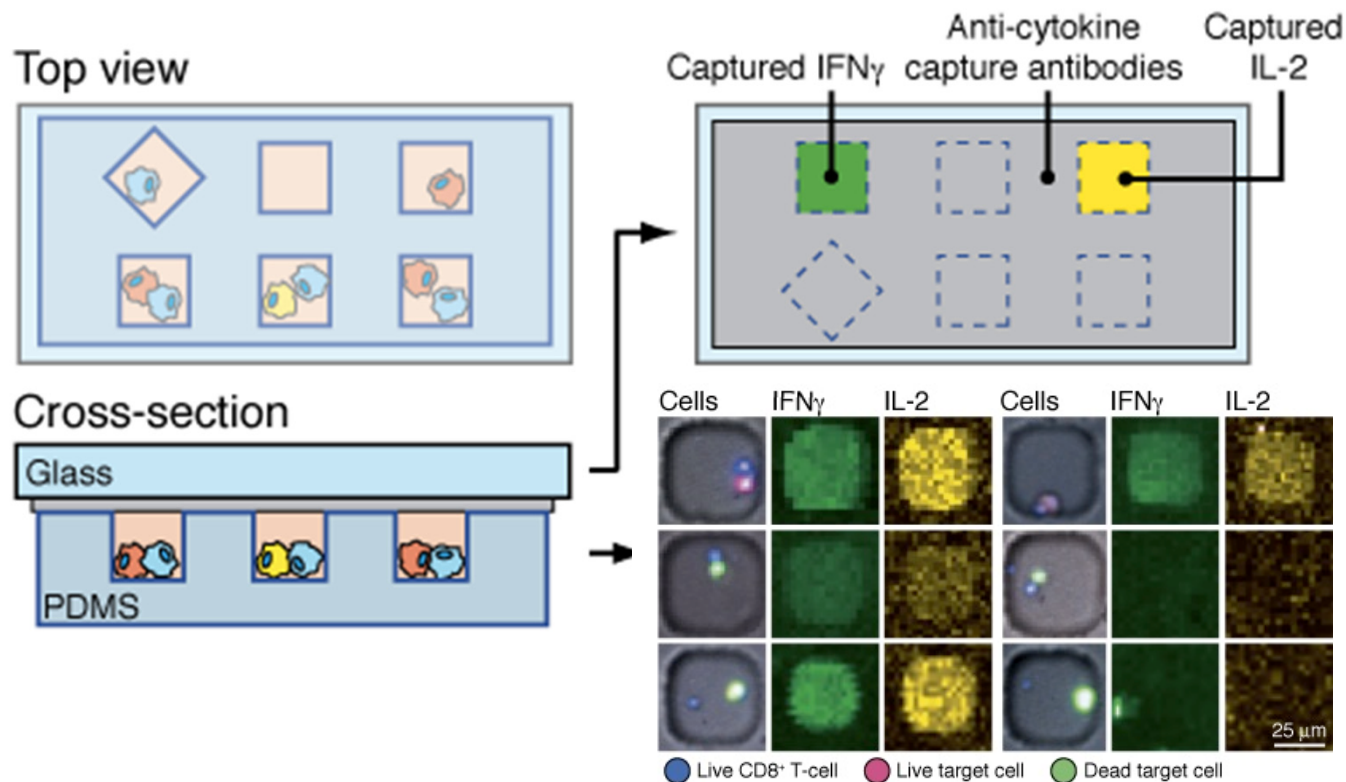 Top view
Captured IFNγ
Anti-cytokine
capture antibodies
Captured
IL-2
Cross-section
Glass
PDMS
Cells IFNγ IL-2 Cells IFNγ IL-2
25 μm
Live CD8⁺ T-cell Live target cell Dead target cell